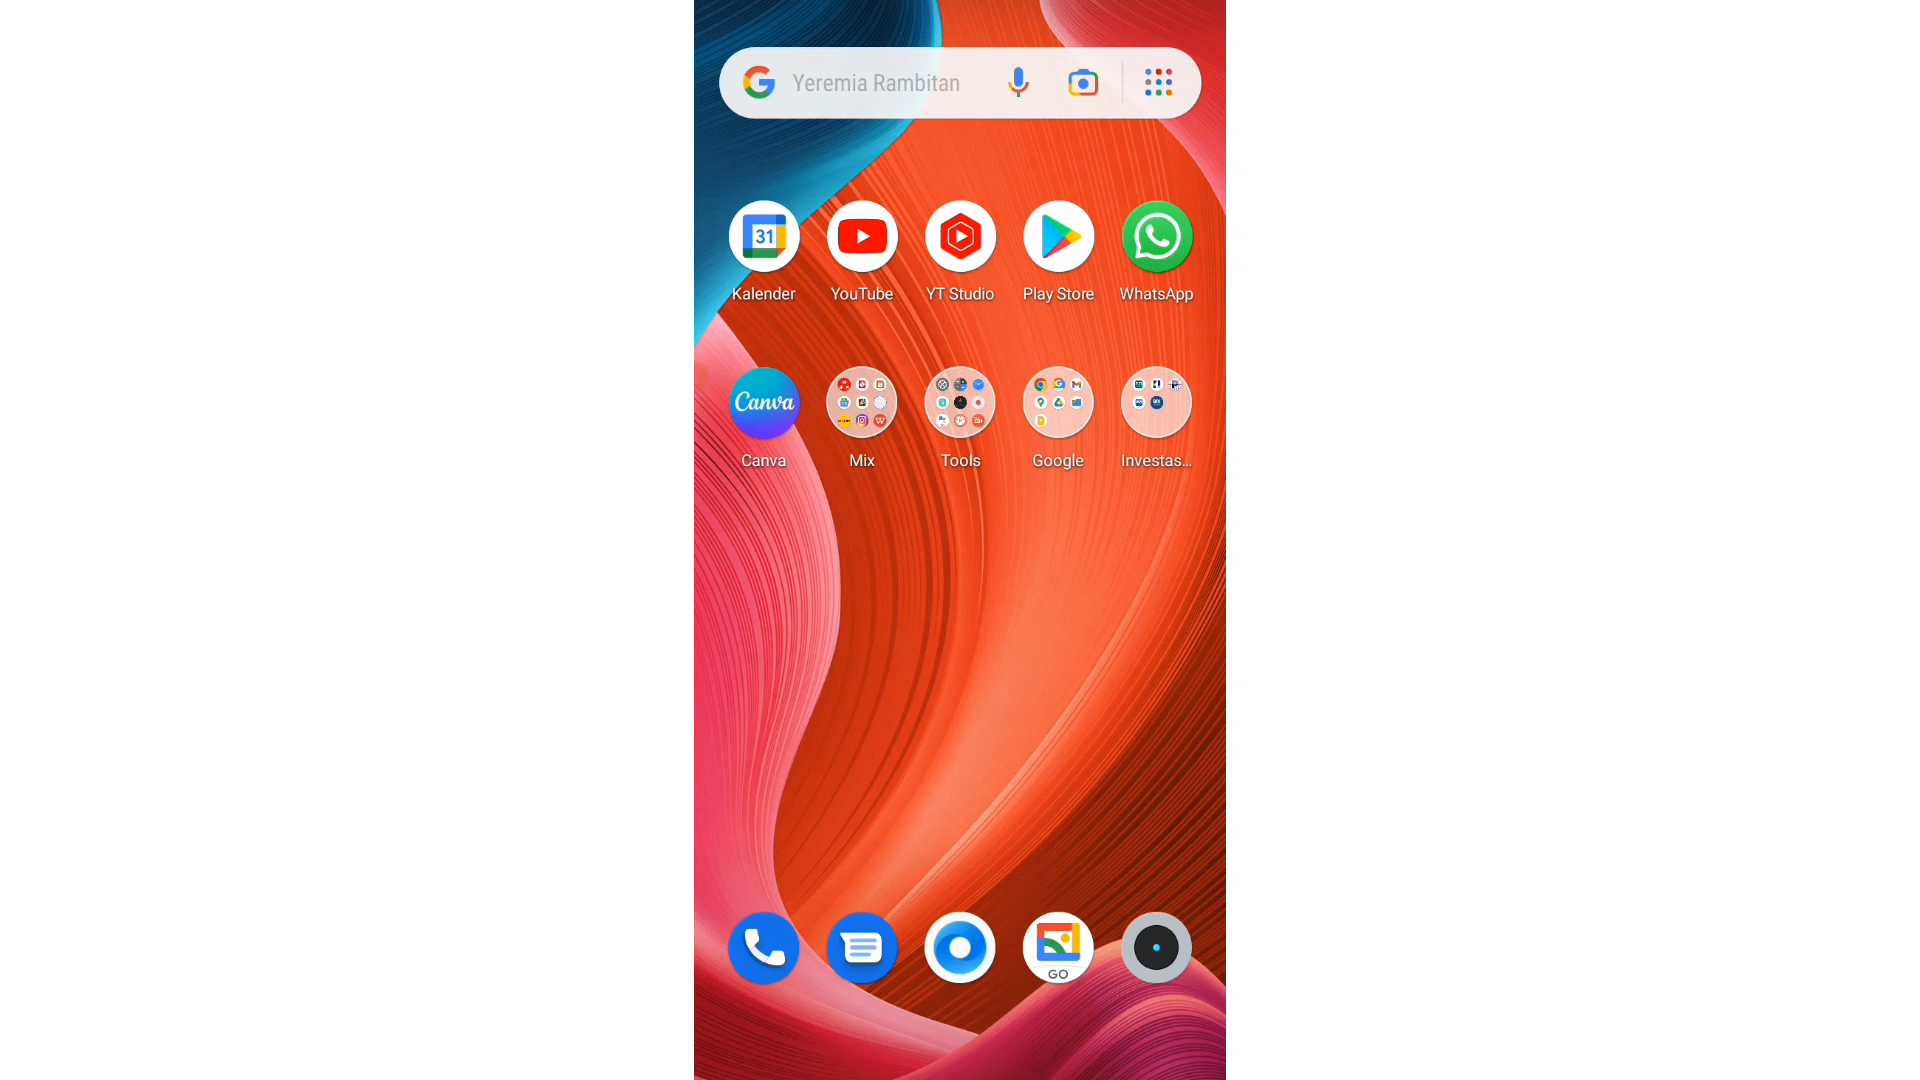 Yeremia Rambitan
31
Kalender
YouTube
YT Studio
Play Store
WhatsApp
Canva
Canva
Mix
Tools
Google
Investas...
GO